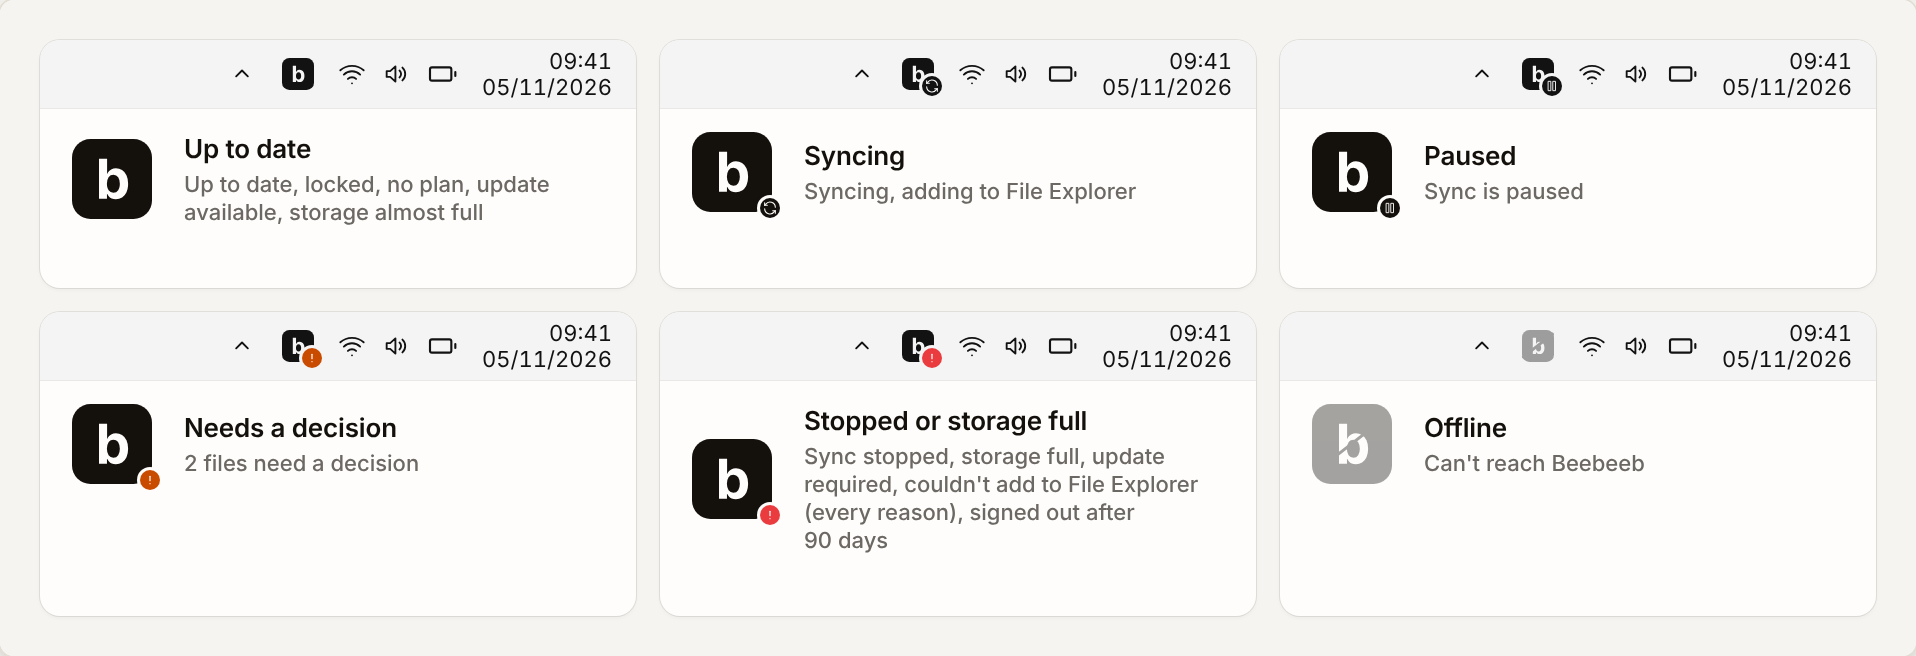 b
09:41
05/11/2026
b
Up to date
Up to date, locked, no plan, update
available, storage almost full
b
09:41
05/11/2026
b
Syncing
Syncing, adding to File Explorer
b
09:41
05/11/2026
b
Paused
Sync is paused
b
!
09:41
05/11/2026
b
!
Needs a decision
2 files need a decision
b
!
09:41
05/11/2026
b
!
Stopped or storage full
Sync stopped, storage full, update
required, couldn't add to File Explorer
(every reason), signed out after
90 days
b
09:41
05/11/2026
b
Offline
Can't reach Beebeeb